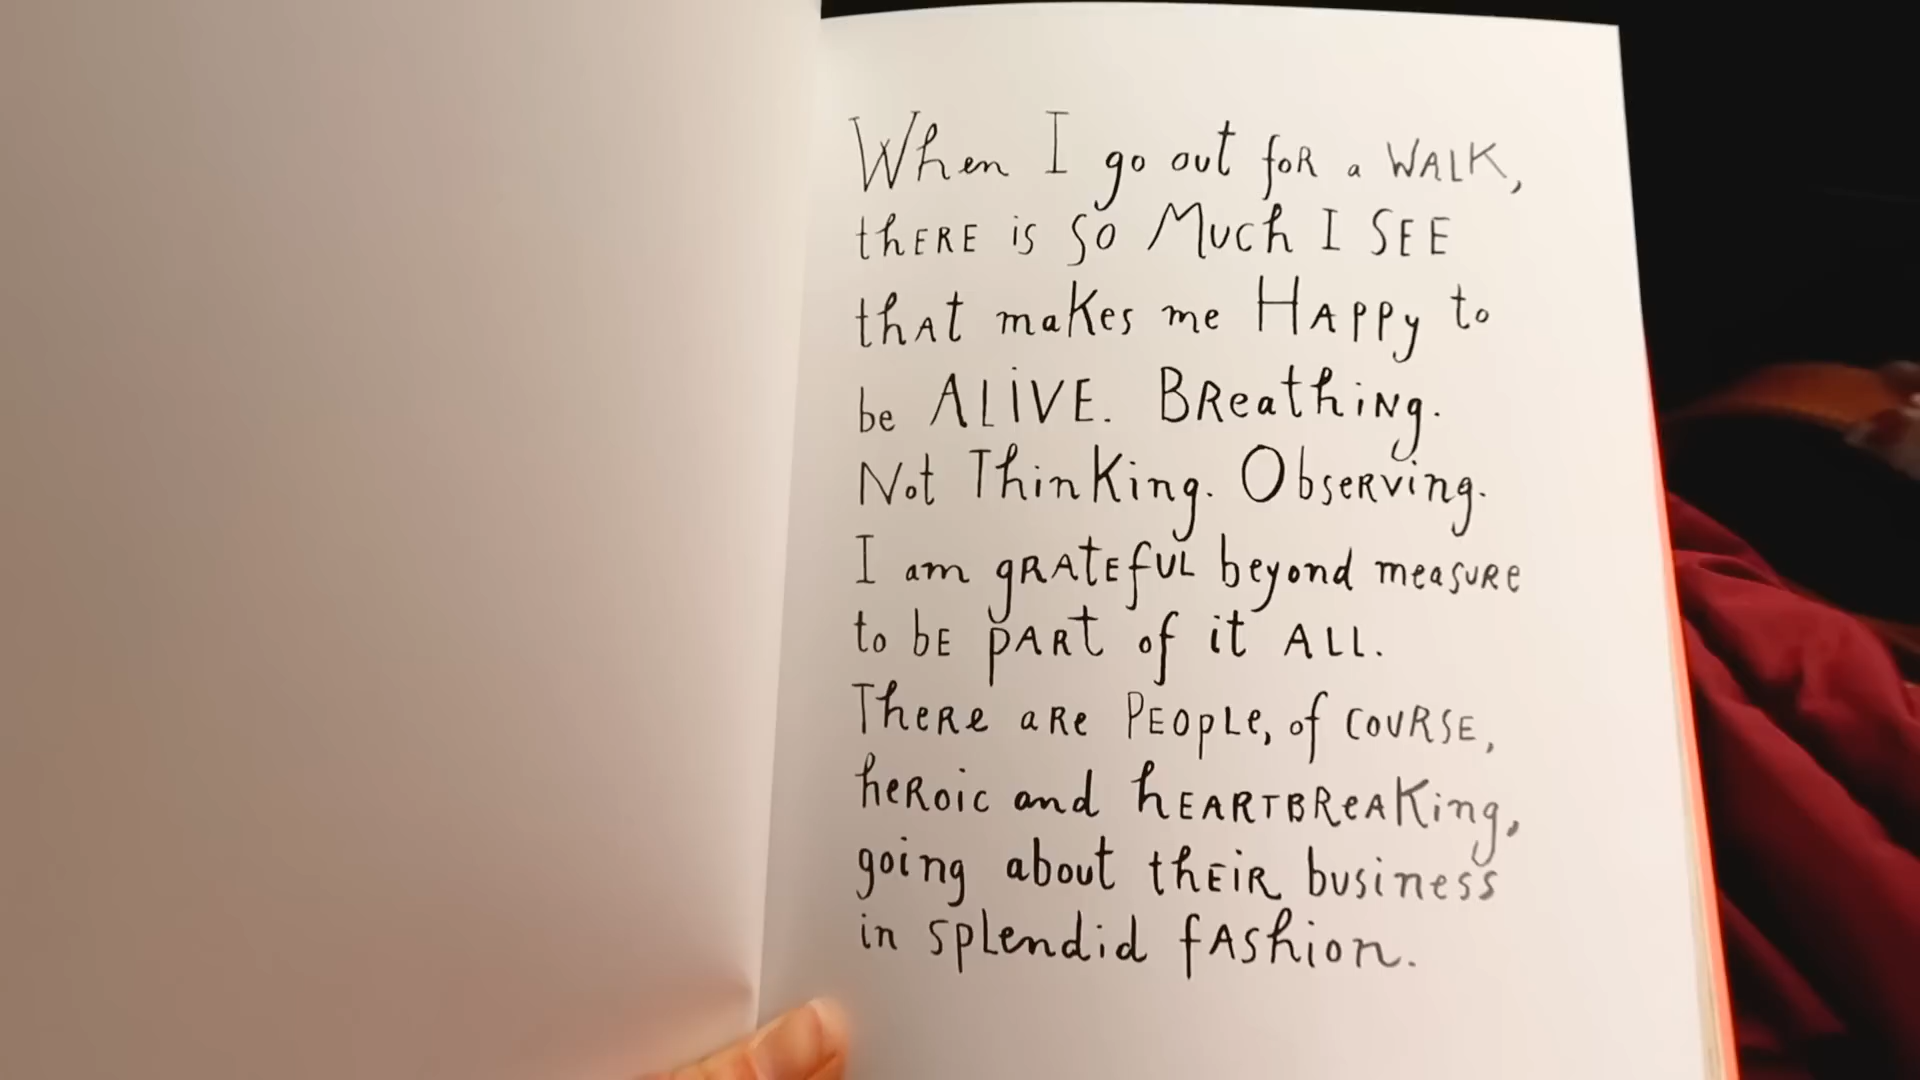 When I go out foR a WALK,
thERE is so Much I SEE
thAt makes me HAPPy to
be ALiVE. BReathiNg.
Not ThinKing. ObseRving.
I am gRAtEfUL beyond measuRe
to bE pARt of it ALL.
TheRe aRe PEopLe, of couRSE,
heRoic and hEARTBReAKing,
going about thEiR business
in spLendid fAshion.